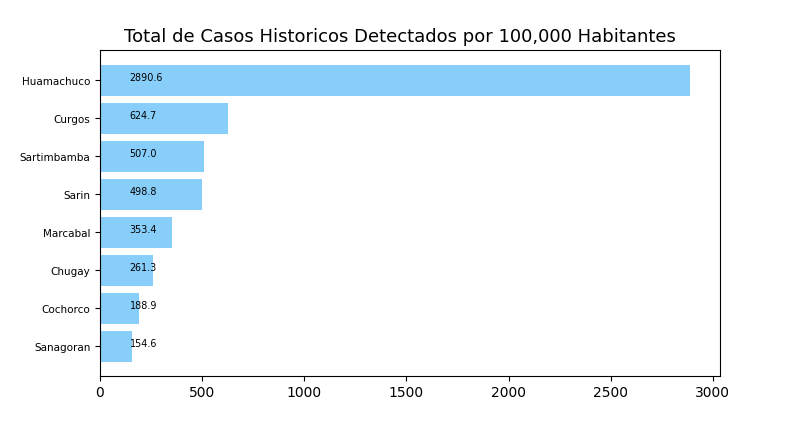 Total de Casos Historicos Detectados por 100,000 Habitantes
Huamachuco 2890.6
Curgos 624.7
Sartimbamba 507.0
Sarin 498.8
Marcabal 353.4
Chugay 261.3
Cochorco 188.9
Sanagoran 154.6
0 500 1000 1500 2000 2500 3000